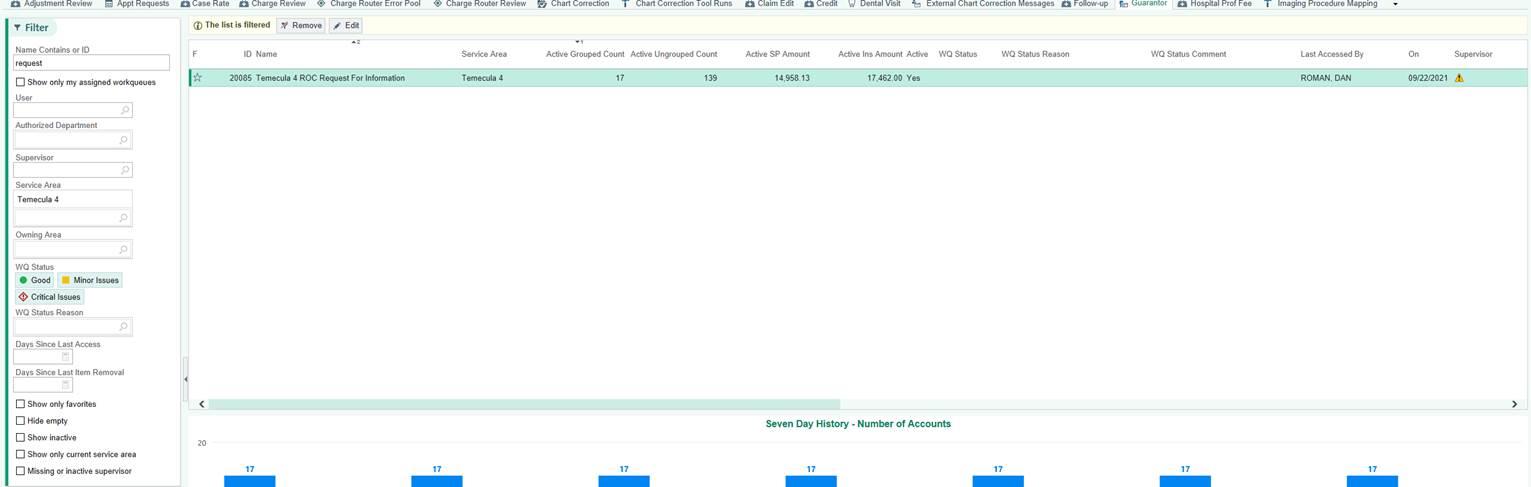 Adjustment Review Appt Requests Case Rate Charge Review Charge Router Error Pool Charge Router Review Chart Correction Chart Correction Tool Runs Claim Edit Credit Dental Visit External Chart Correction Messages Follow-up Guarantor Hospital Prof Fee Imaging Procedure Mapping
Filter
Name Contains or ID
request
Show only my assigned workqueues
User
Authorized Department
Supervisor
Service Area
Temecula 4
Owning Area
WQ Status
Good Minor Issues
Critical Issues
WQ Status Reason
Days Since Last Access
Days Since Last Item Removal
Show only favorites
Hide empty
Show inactive
Show only current service area
Missing or inactive supervisor
The list is filtered Remove Edit
F ID Name Service Area Active Grouped Count Active Ungrouped Count Active SP Amount Active Ins Amount Active WQ Status WQ Status Reason WQ Status Comment Last Accessed By On Supervisor
2 1
20085 Temecula 4 ROC Request For Information Temecula 4 17 139 14,958.13 17,462.00 Yes ROMAN, DAN 09/22/2021
Seven Day History - Number of Accounts
20
17 17 17 17 17 17 17